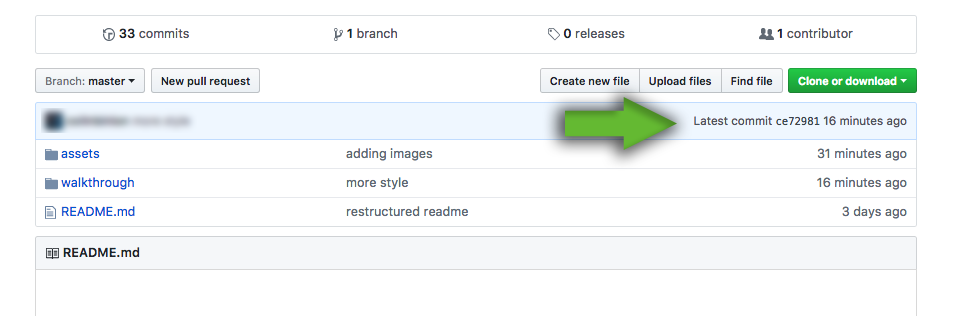 33 commits 1 branch 0 releases 1 contributor
Branch: master New pull request Create new file Upload files Find file Clone or download
more style Latest commit ce72981 16 minutes ago
assets adding images 31 minutes ago
walkthrough more style 16 minutes ago
README.md restructured readme 3 days ago
README.md